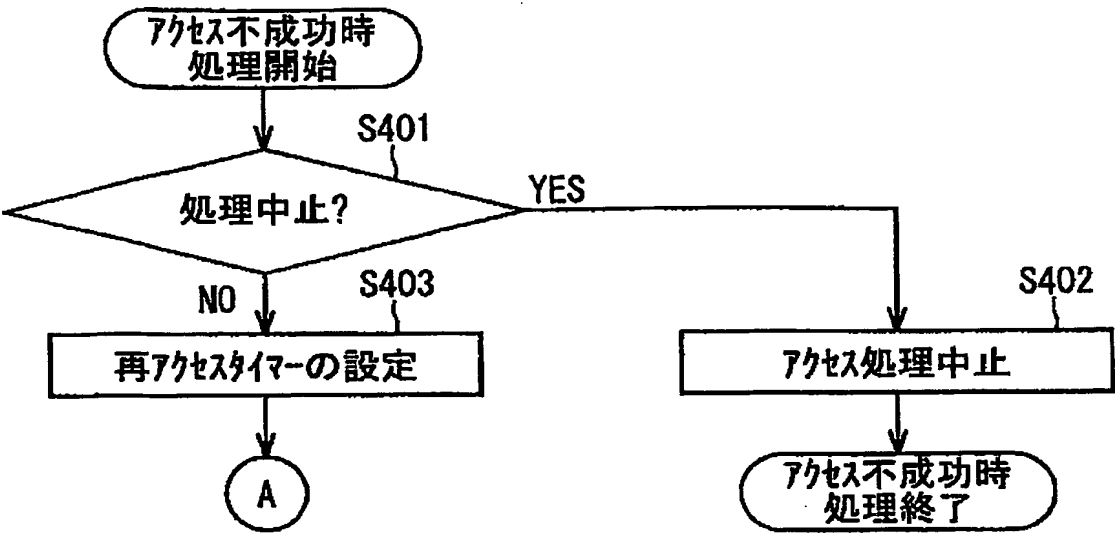 ｱｸｾｽ不成功時
処理開始
S401
処理中止?
YES
NO
S403
S402
再ｱｸｾｽﾀｲﾏｰの設定
ｱｸｾｽ処理中止
A
ｱｸｾｽ不成功時
処理終了